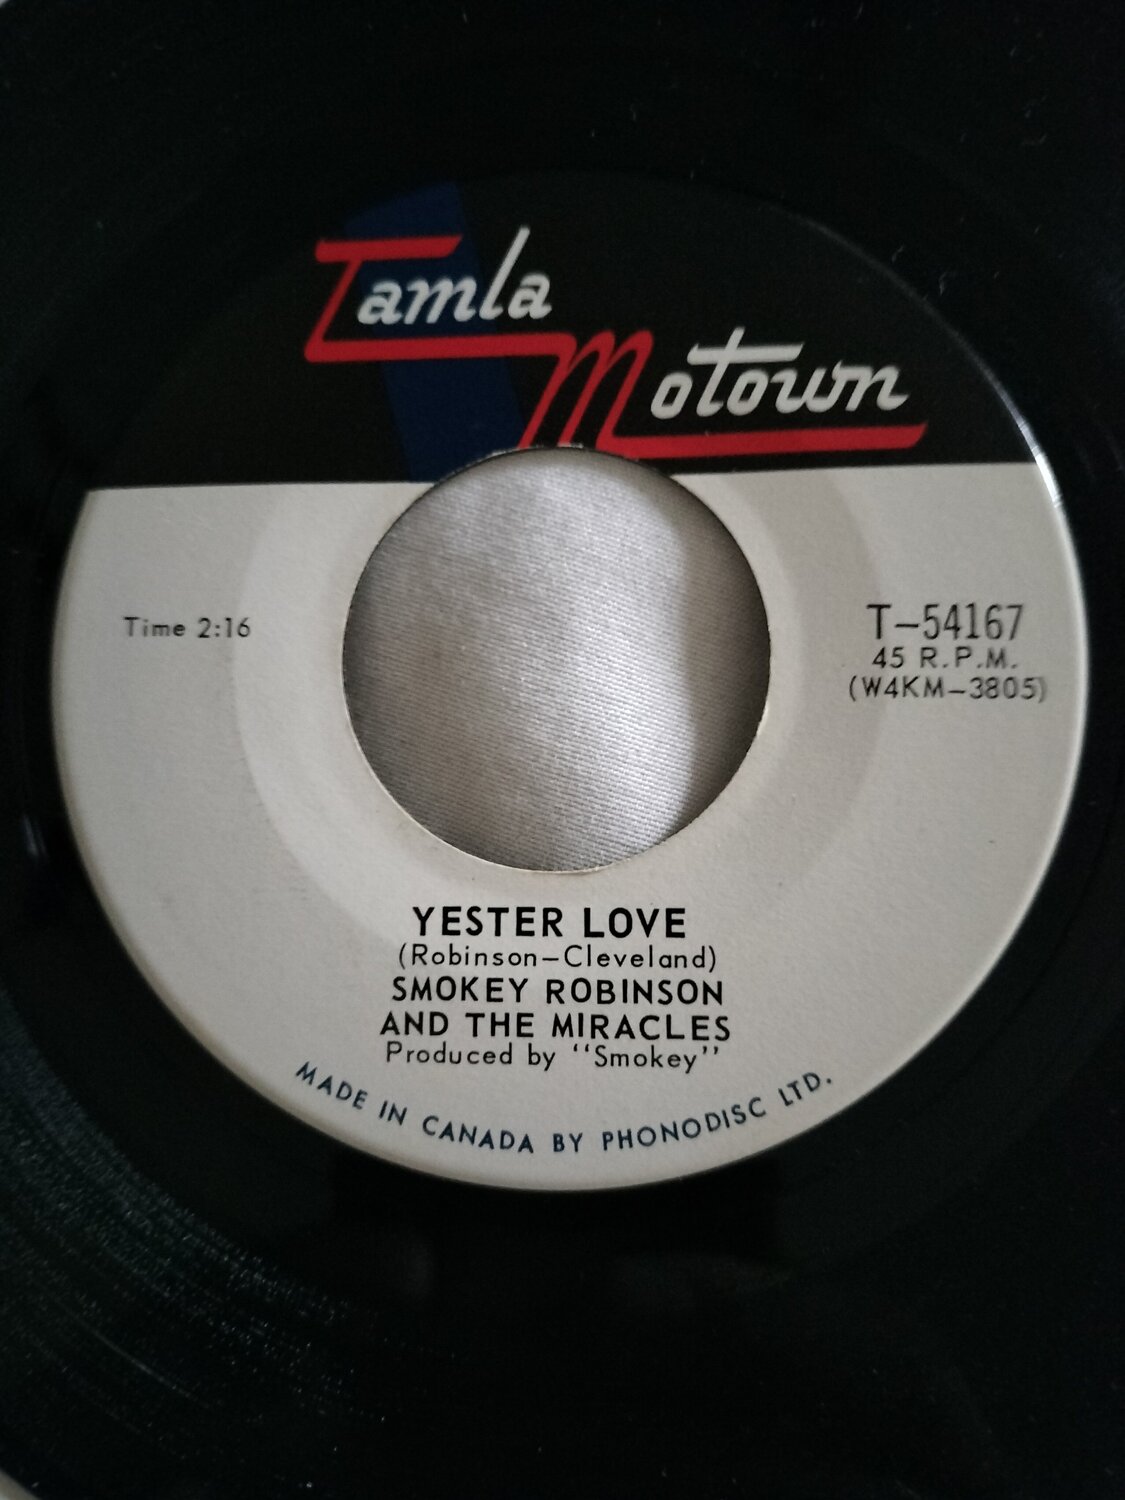 Tamla
Motown
Time 2:16
T-54167
45 R.P.M.
(W4KM-3805)
YESTER LOVE
(Robinson-Cleveland)
SMOKEY ROBINSON
AND THE MIRACLES
Produced by "Smokey"
MADE IN CANADA BY PHONODISC LTD.